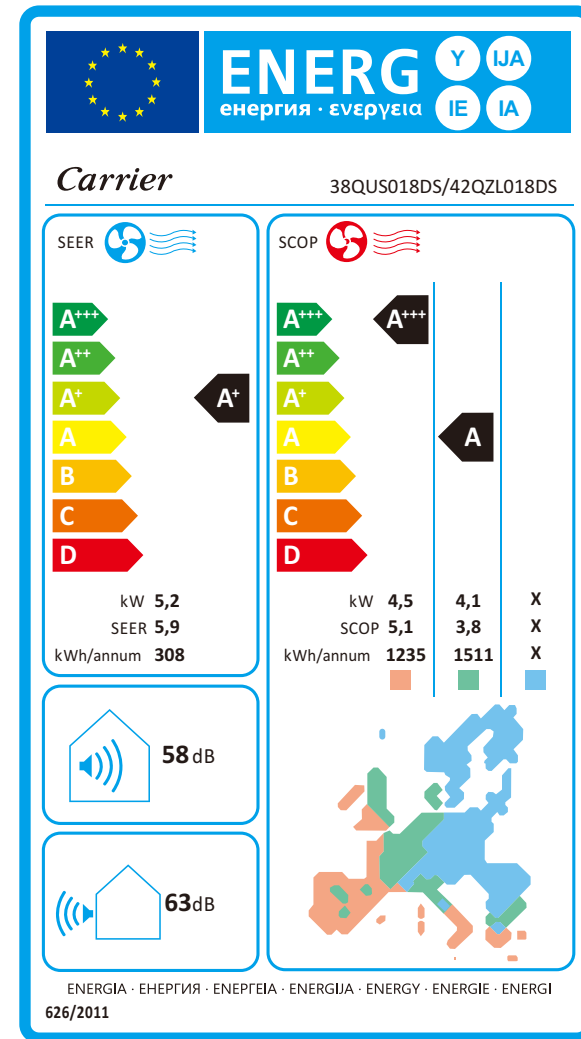 ENERG Y IJA
енергия · ενεργεια IE IA
Carrier 38QUS018DS/42QZL018DS
SEER
A+++
A++
A+
A
B
C
D
A+
kW 5,2
SEER 5,9
kWh/annum 308
SCOP
A+++
A++
A+
A
B
C
D
A+++
A
kW 4,5 4,1 X
SCOP 5,1 3,8 X
kWh/annum 1235 1511 X
58 dB
63dB
ENERGIA · ЕНЕРГИЯ · ΕΝΕΡΓΕΙΑ · ENERGIJA · ENERGY · ENERGIE · ENERGI
626/2011